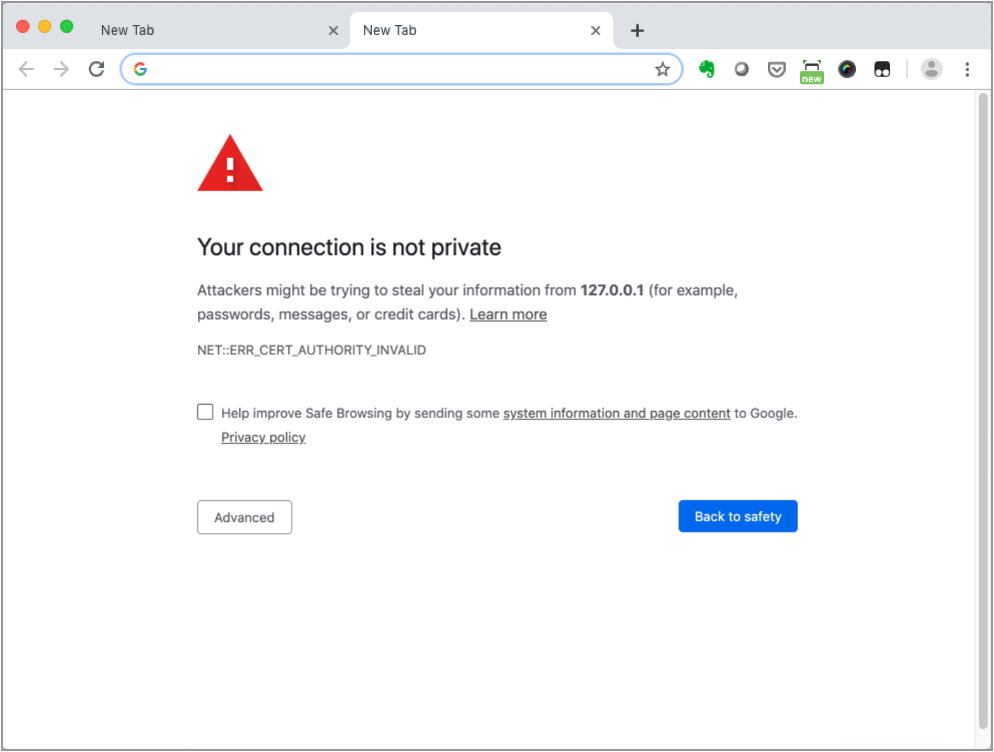 New Tab
New Tab
new
Your connection is not private
Attackers might be trying to steal your information from 127.0.0.1 (for example,
passwords, messages, or credit cards). Learn more
NET::ERR_CERT_AUTHORITY_INVALID
Help improve Safe Browsing by sending some system information and page content to Google.
Privacy policy
Advanced
Back to safety